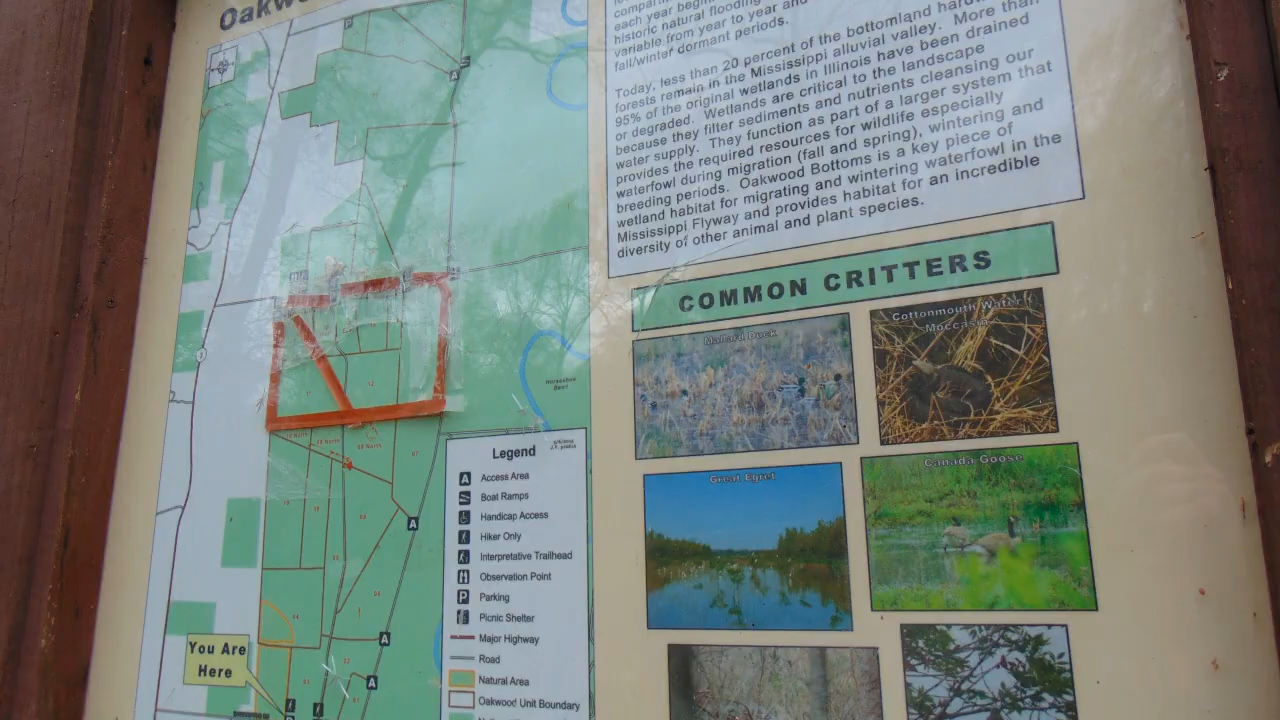 Oakwo
each year begin
historic natural flooding
variable from year to year and
fall/winter dormant periods.
Today, less than 20 percent of the bottomland hardw
forests remain in the Mississippi alluvial valley. More than
95% of the original wetlands in Illinois have been drained
or degraded. Wetlands are critical to the landscape
because they filter sediments and nutrients cleansing our
water supply. They function as part of a larger system that
provides the required resources for wildlife especially
waterfowl during migration (fall and spring), wintering and
breeding periods. Oakwood Bottoms is a key piece of
wetland habitat for migrating and wintering waterfowl in the
Mississippi Flyway and provides habitat for an incredible
diversity of other animal and plant species.
COMMON CRITTERS
Mallard Duck
Cottonmouth Water
Moccasin
Great Egret
Canada Goose
Horseshoe
Legend
A Access Area
Boat Ramps
Handicap Access
Hiker Only
Interpretative Trailhead
Observation Point
P Parking
Picnic Shelter
Major Highway
Road
Natural Area
Oakwood Unit Boundary
A
A
A
A
P
You Are
Here